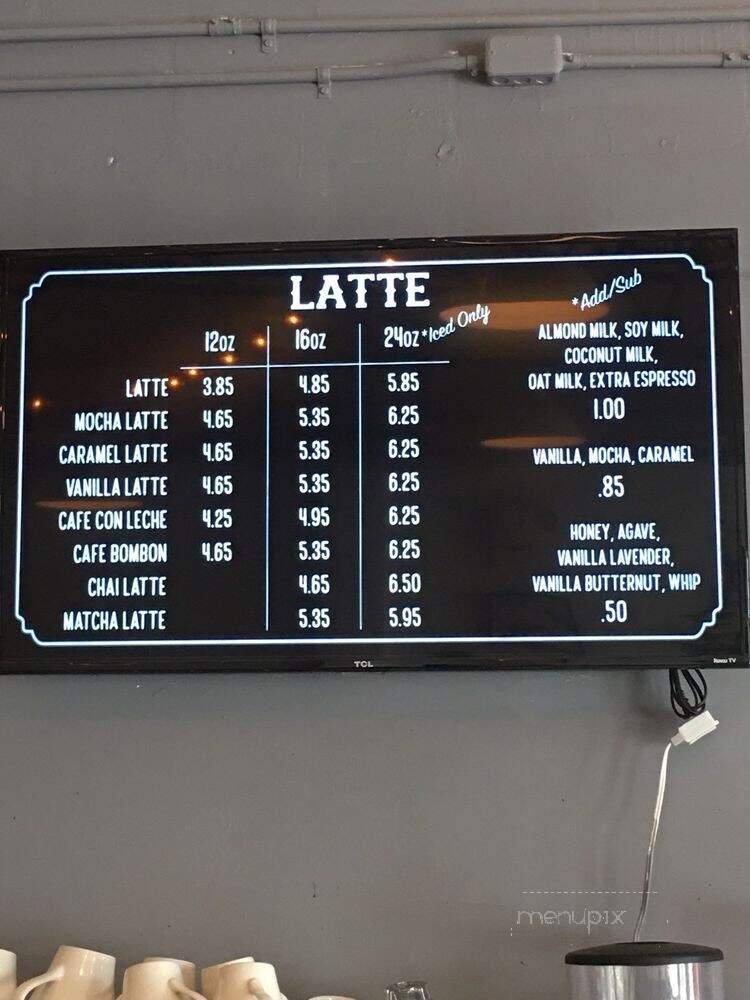 LATTE
12oz 16oz 24oz *Iced Only
LATTE 3.85 4.85 5.85
MOCHA LATTE 4.65 5.35 6.25
CARAMEL LATTE 4.65 5.35 6.25
VANILLA LATTE 4.65 5.35 6.25
CAFE CON LECHE 4.25 4.95 6.25
CAFE BOMBON 4.65 5.35 6.25
CHAI LATTE 4.65 6.50
MATCHA LATTE 5.35 5.95
*Add/Sub
ALMOND MILK, SOY MILK,
COCONUT MILK,
OAT MILK, EXTRA ESPRESSO
1.00
VANILLA, MOCHA, CARAMEL
.85
HONEY, AGAVE,
VANILLA LAVENDER,
VANILLA BUTTERNUT, WHIP
.50
TCL
Roku TV
menupix